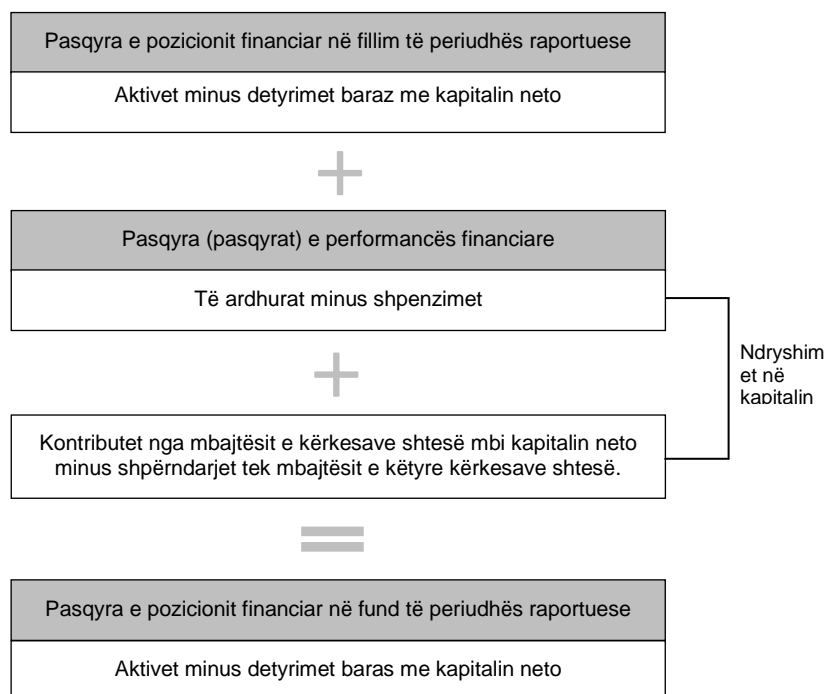 Pasqyra e pozicionit financiar në fillim të periudhës raportuese
Aktivet minus detyrimet baraz me kapitalin neto
+
Pasqyra (pasqyrat) e performancës financiare
Të ardhurat minus shpenzimet
+
Ndryshim
et në
kapitalin
Kontributet nga mbajtësit e kërkesave shtesë mbi kapitalin neto
minus shpërndarjet tek mbajtësit e këtyre kërkesave shtesë.
=
Pasqyra e pozicionit financiar në fund të periudhës raportuese
Aktivet minus detyrimet baras me kapitalin neto